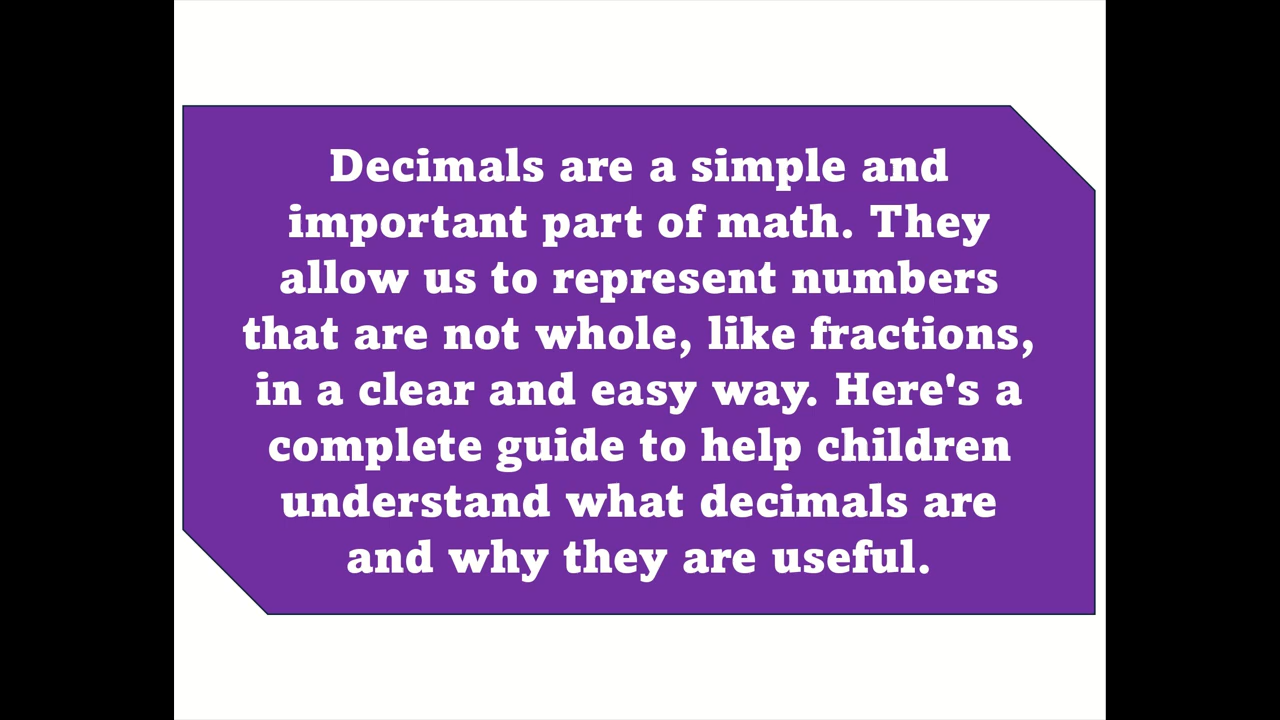 Decimals are a simple and
important part of math. They
allow us to represent numbers
that are not whole, like fractions,
in a clear and easy way. Here's a
complete guide to help children
understand what decimals are
and why they are useful.